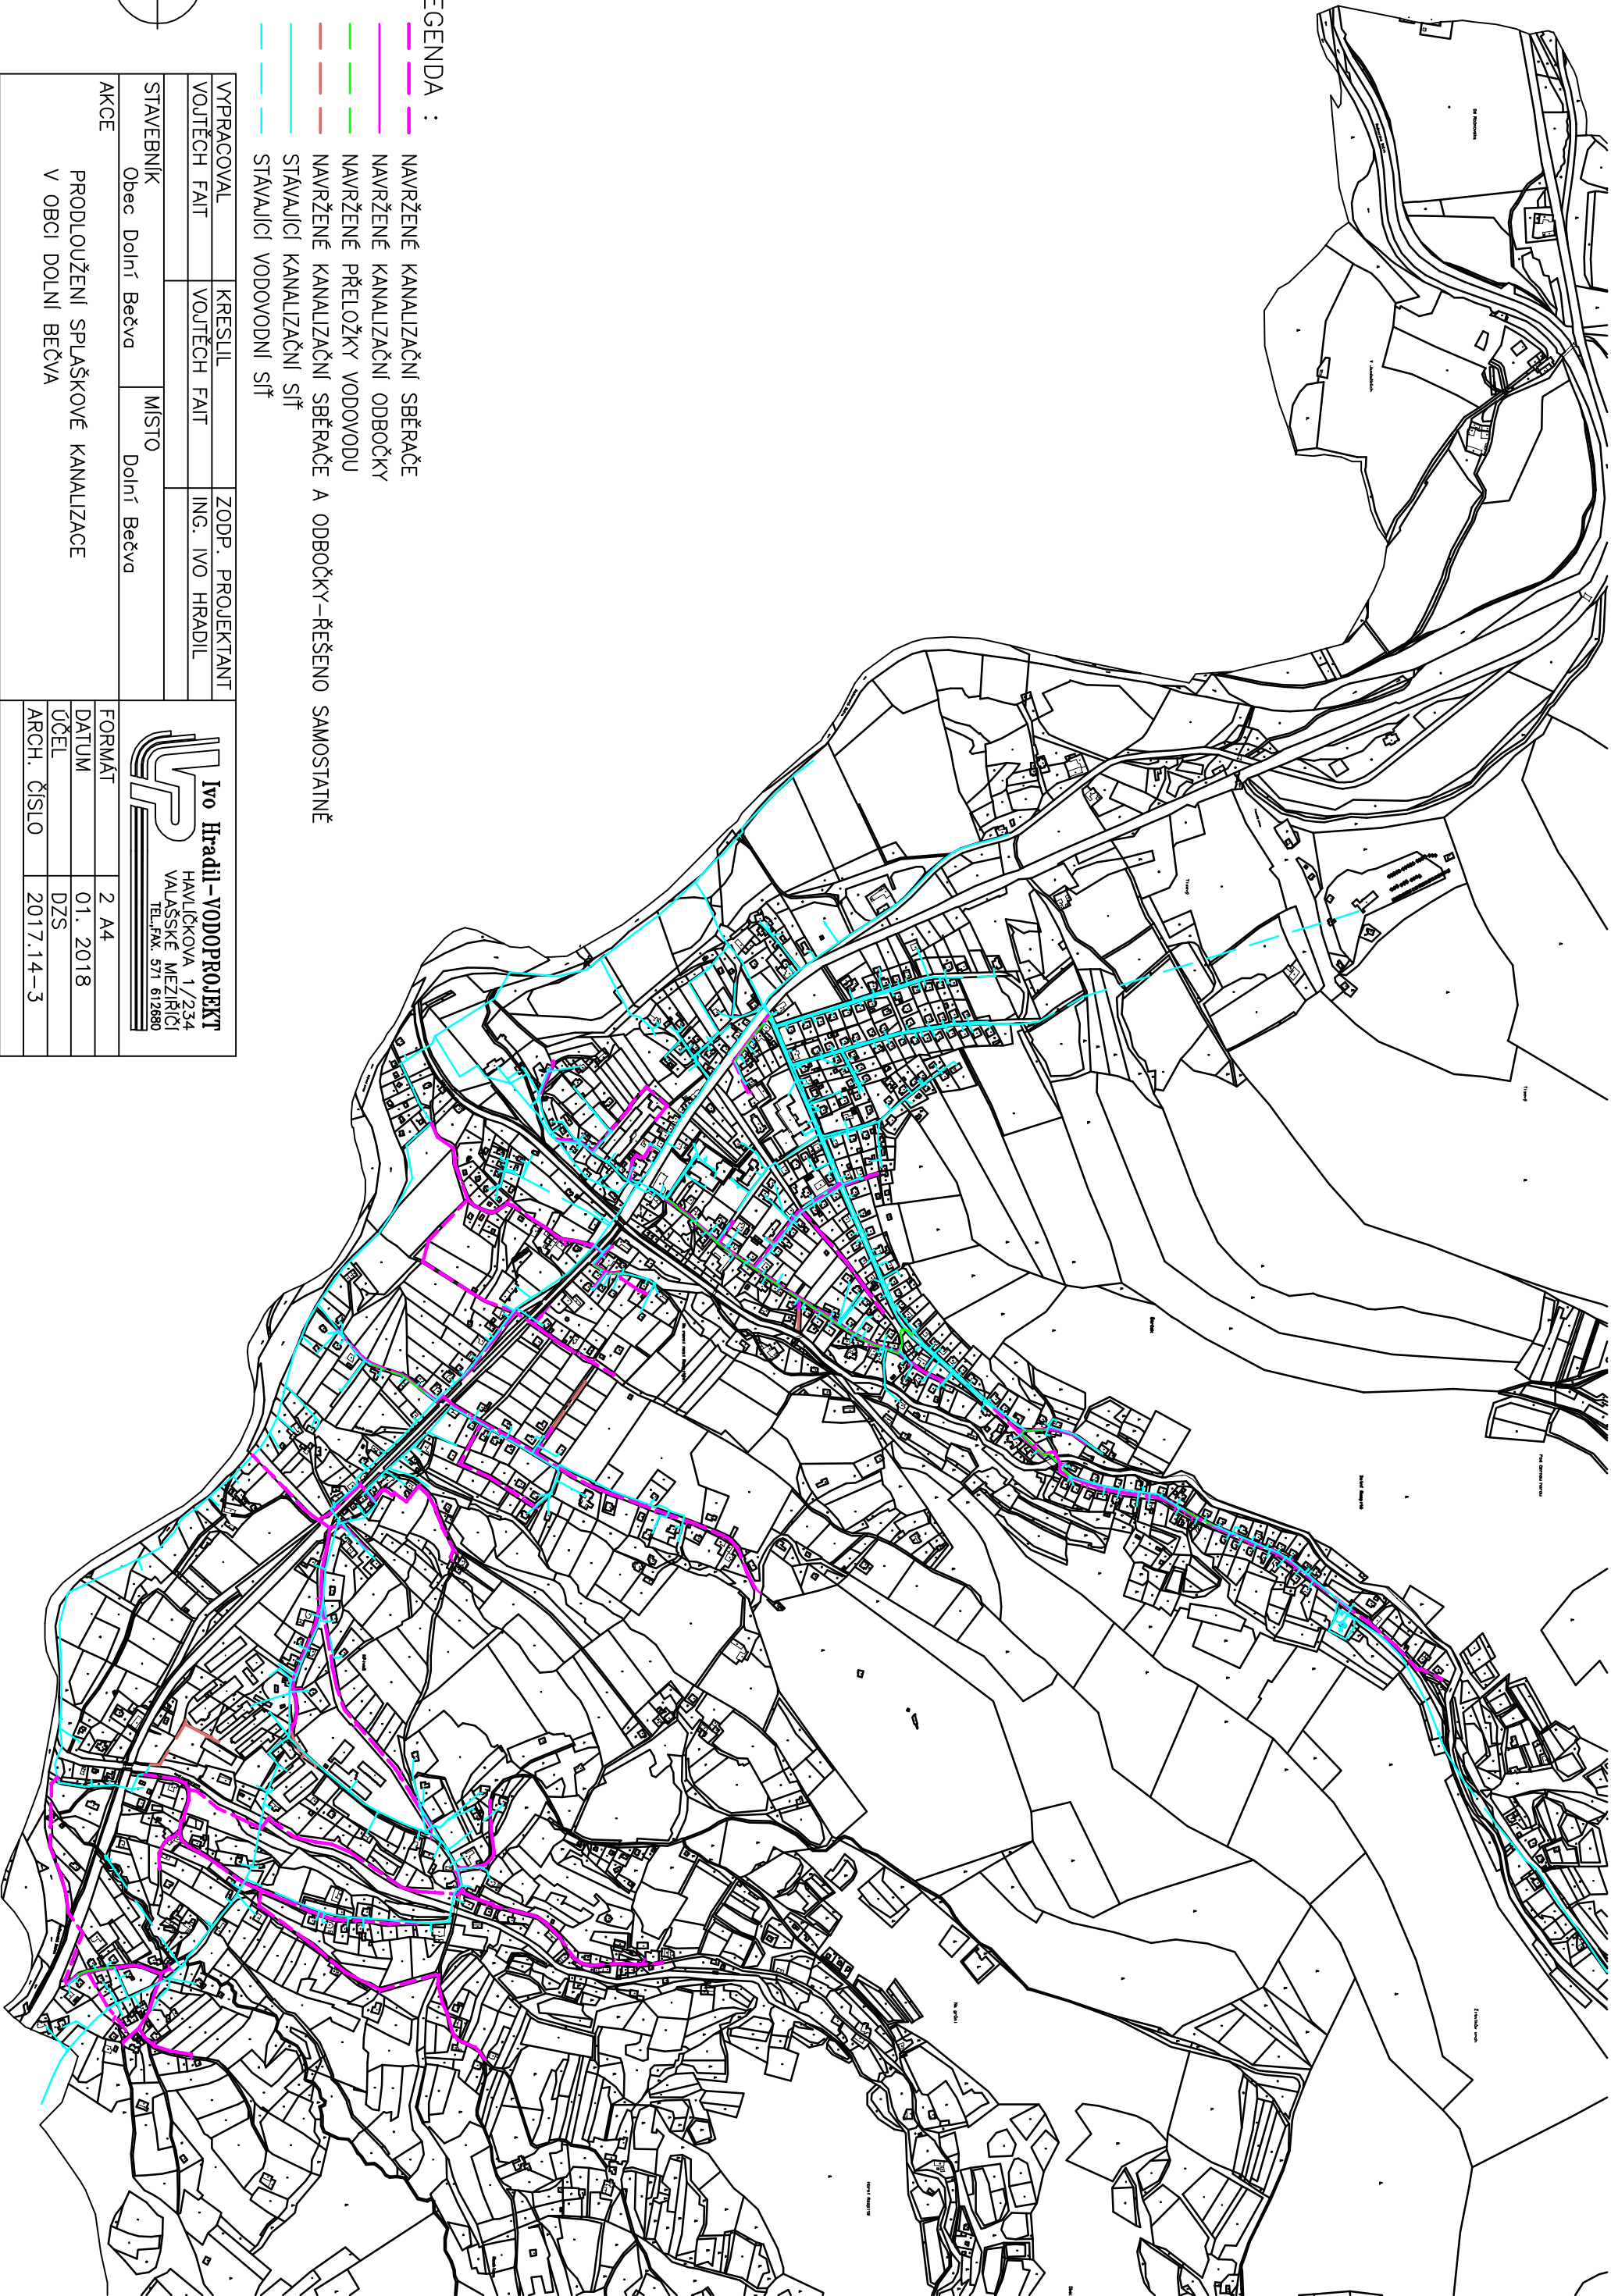 EGENDA :
NAVRŽENÉ KANALIZAČNÍ SBĚRAČE
NAVRŽENÉ KANALIZAČNÍ ODBOČKY
NAVRŽENÉ PŘELOŽKY VODOVODU
NAVRŽENÉ KANALIZAČNÍ SBĚRAČE A ODBOČKY-ŘEŠENO SAMOSTATNĚ
STÁVAJÍCÍ KANALIZAČNÍ SÍŤ
STÁVAJÍCÍ VODOVODNÍ SÍŤ
VYPRACOVAL
KRESLIL
ZODP. PROJEKTANT
VOJTĚCH FAIT
VOJTĚCH FAIT
ING. IVO HRADIL
STAVEBNÍK
Obec Dolní Bečva
MÍSTO
Dolní Bečva
AKCE
PRODLOUŽENÍ SPLAŠKOVÉ KANALIZACE
V OBCI DOLNÍ BEČVA
Ivo Hradil-VODOPROJEKT
HAVLÍČKOVA 1/234
VALAŠSKÉ MEZIŘÍČÍ
TEL.,FAX. 571 612680
FORMÁT 2 A4
DATUM 01. 2018
ÚČEL DZS
ARCH. ČÍSLO 2017.14-3